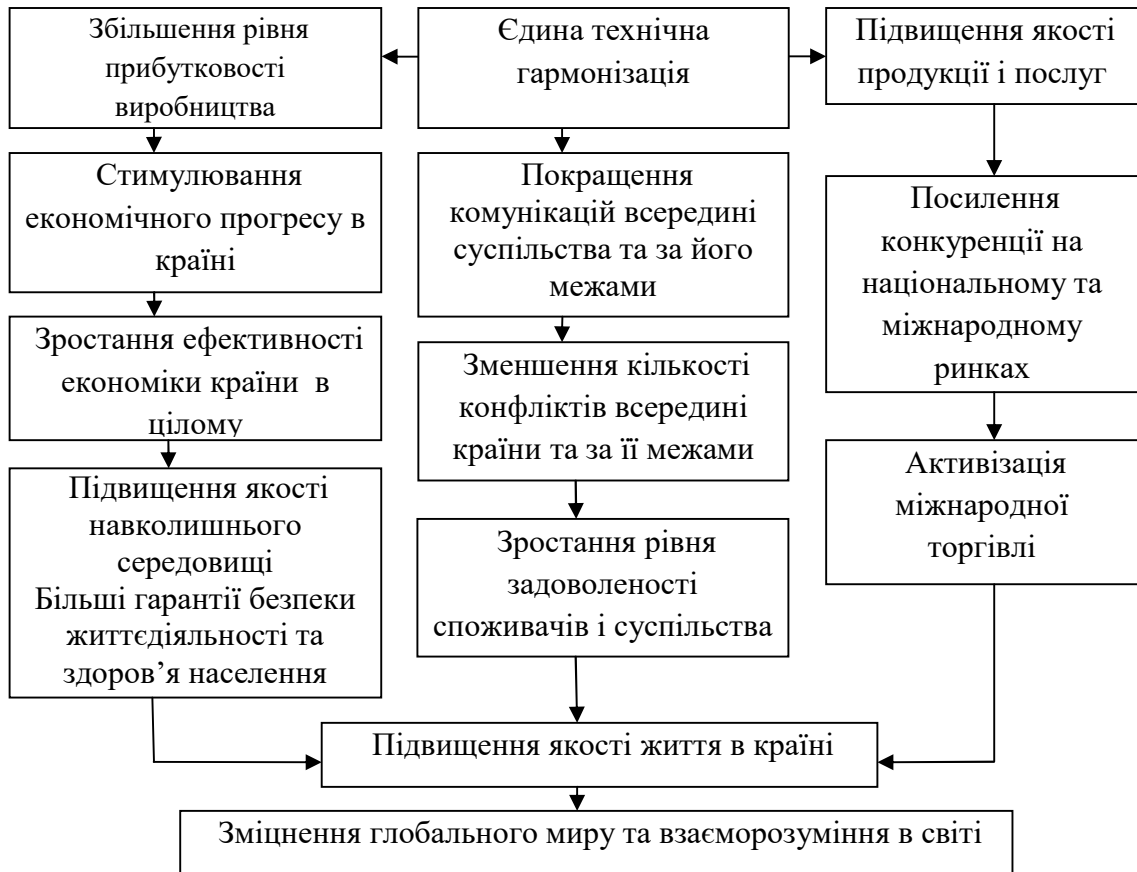 Збільшення рівня
прибутковості
виробництва
Єдина технічна
гармонізація
Підвищення якості
продукції і послуг
Стимулювання
економічного прогресу в
країні
Покращення
комунікацій всередині
суспільства та за його
межами
Посилення
конкуренції на
національному та
міжнародному
ринках
Зростання ефективності
економіки країни в
цілому
Зменшення кількості
конфліктів всередині
країни та за її межами
Активізація
міжнародної
торгівлі
Підвищення якості
навколишнього
середовищі
Більші гарантії безпеки
життєдіяльності та
здоров’я населення
Зростання рівня
задоволеності
споживачів і суспільства
Підвищення якості життя в країні
Зміцнення глобального миру та взаєморозуміння в світі